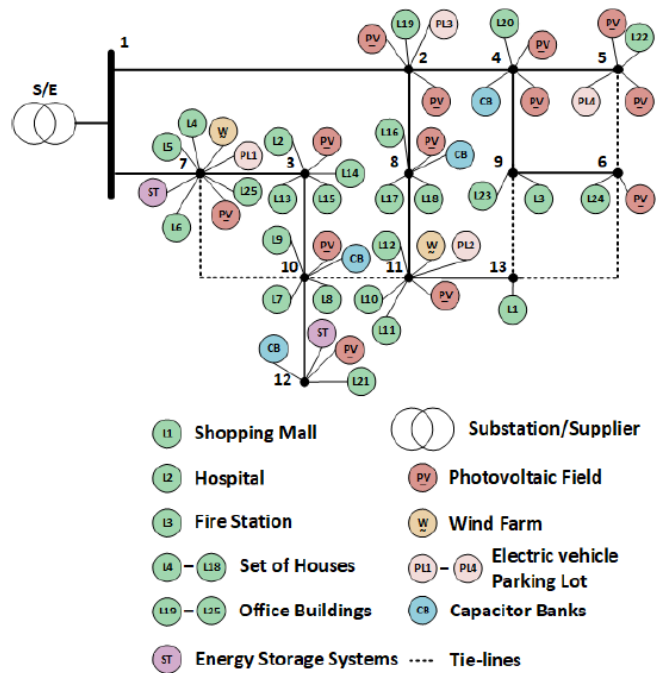 1
L19
PL3
L20
L22
PV
PV
PV
2
4
5
S/E
PV
CB
PV
PL4
PV
L4
W
L16
L5
PL1
L2
PV
PV
CB
7
3
L14
8
9
6
ST
L25
L13
L15
L17
L18
L23
L3
L24
PV
L6
PV
L9
PV
CB
L12
W
PL2
10
11
13
L7
L8
L10
PV
L1
L11
CB
ST
PV
12
L21
L1 Shopping Mall
Substation/Supplier
L2 Hospital
PV Photovoltaic Field
L3 Fire Station
W Wind Farm
L4 – L18 Set of Houses
PL1 – PL4 Electric vehicle
Parking Lot
L19 – L25 Office Buildings
CB Capacitor Banks
ST Energy Storage Systems
Tie-lines